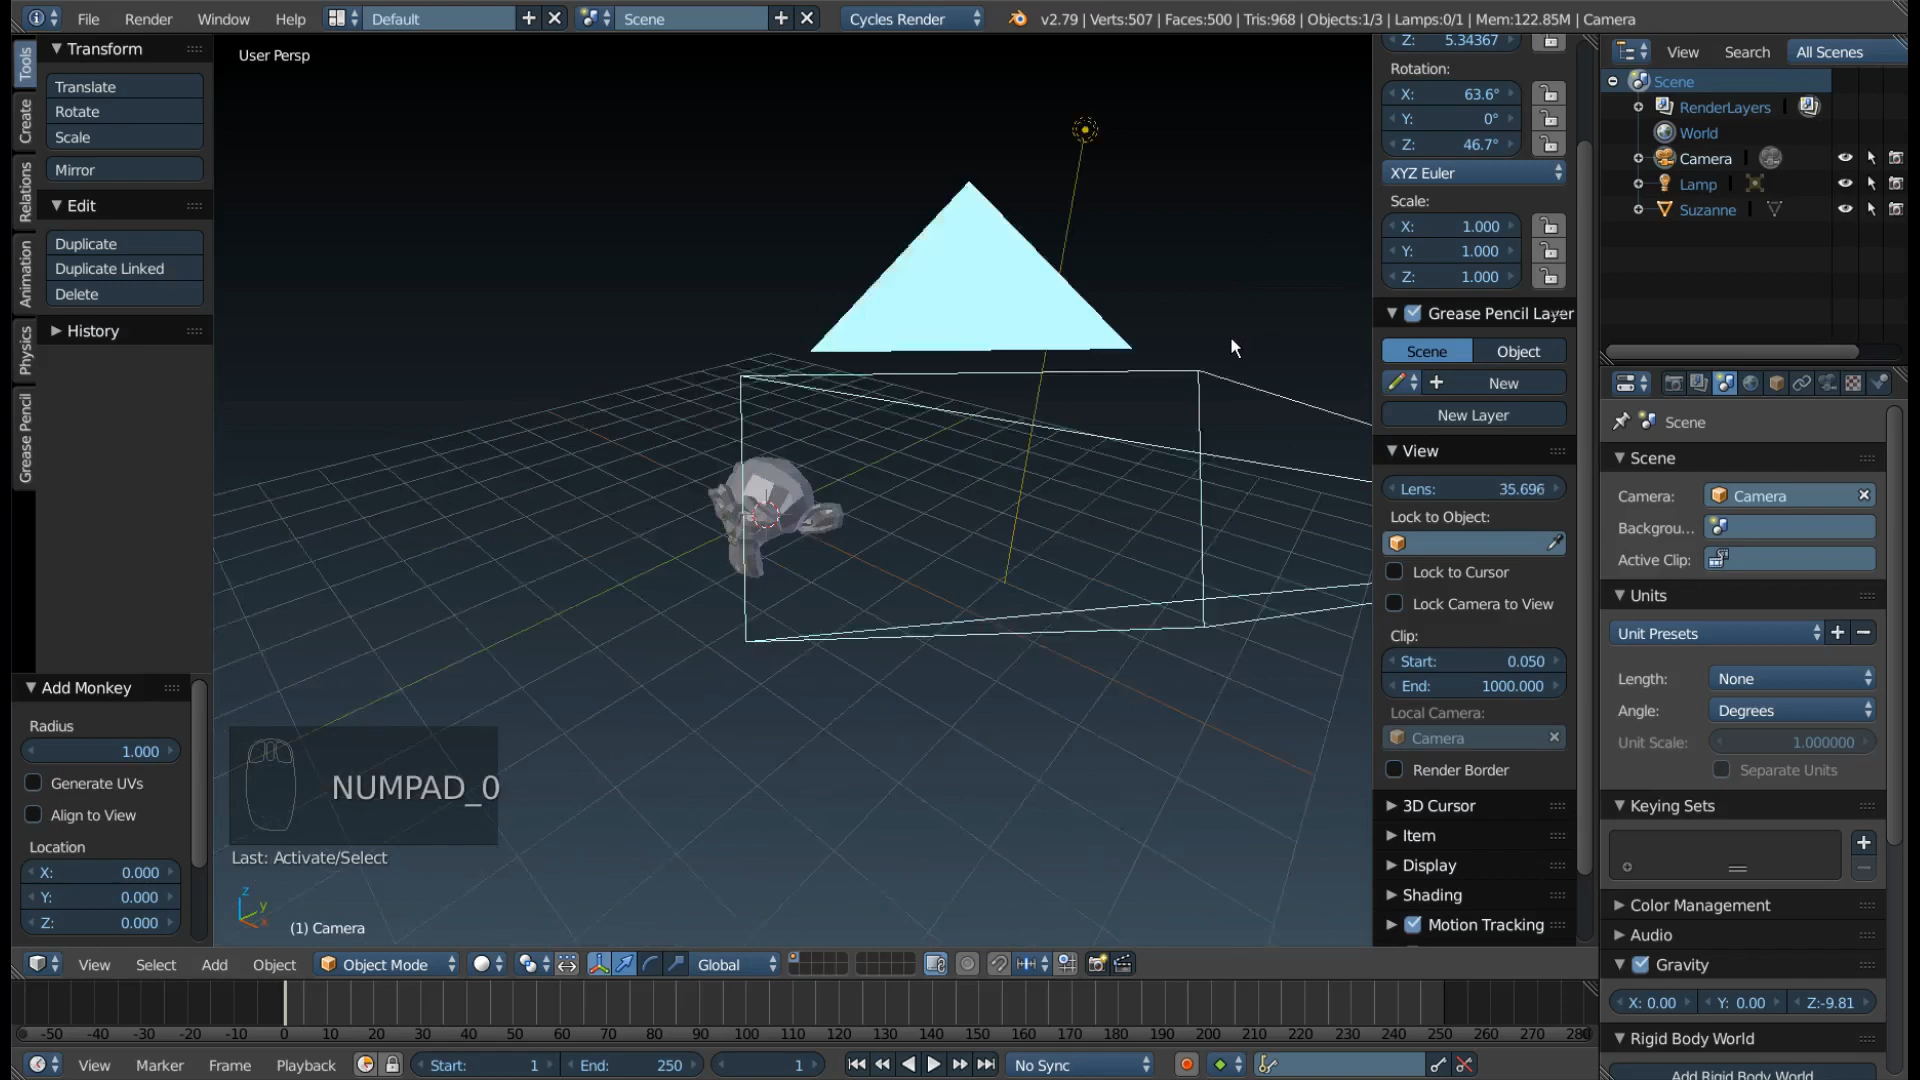 File Render Window Help Default Scene Cycles Render v2.79 | Verts:507 | Faces:500 | Tris:968 | Objects:1/3 | Lamps:0/1 | Mem:122.85M | Camera
Tools
Create
Relations
Animation
Physics
Grease Pencil
Transform
Translate
Rotate
Scale
Mirror
Edit
Duplicate
Duplicate Linked
Delete
History
Add Monkey
Radius
1.000
Generate UVs
Align to View
Location
X: 0.000
Y: 0.000
Z: 0.000
User Persp
NUMPAD_0
Last: Activate/Select
z
y
x
(1) Camera
Z: 5.34367
Rotation:
X: 63.6°
Y: 0°
Z: 46.7°
XYZ Euler
Scale:
X: 1.000
Y: 1.000
Z: 1.000
Grease Pencil Layer
Scene Object
New
New Layer
View
Lens: 35.696
Lock to Object:
Lock to Cursor
Lock Camera to View
Clip:
Start: 0.050
End: 1000.000
Local Camera:
Camera
Render Border
3D Cursor
Item
Display
Shading
Motion Tracking
View Search All Scenes
Scene
RenderLayers
World
Camera
Lamp
Suzanne
Scene
Scene
Camera: Camera
Backgrou...
Active Clip:
Units
Unit Presets
Length: None
Angle: Degrees
Unit Scale: 1.000000
Separate Units
Keying Sets
Color Management
Audio
Gravity
X: 0.00 Y: 0.00 Z:-9.81
Rigid Body World
Add Rigid Body World
View Select Add Object Object Mode Global
-50 -40 -30 -20 -10 0 10 20 30 40 50 60 70 80 90 100 110 120 130 140 150 160 170 180 190 200 210 220 230 240 250 260 270 280
View Marker Frame Playback Start: 1 End: 250 1 No Sync